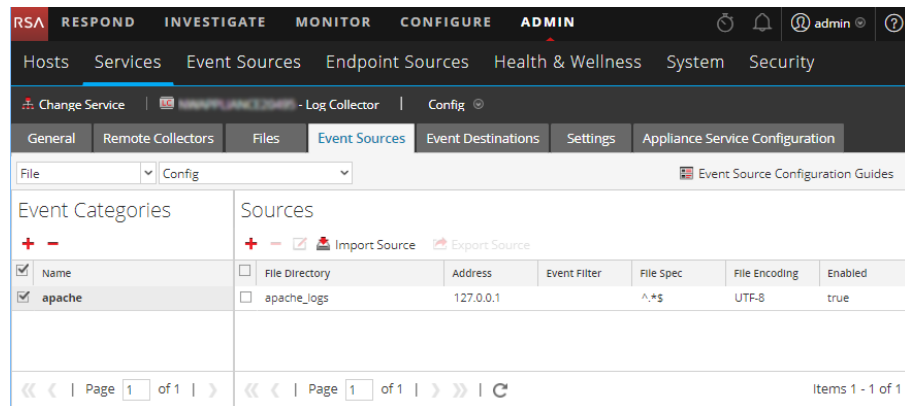 RSA RESPOND INVESTIGATE MONITOR CONFIGURE ADMIN admin ?
Hosts Services Event Sources Endpoint Sources Health & Wellness System Security
Change Service | LC - Log Collector | Config
General Remote Collectors Files Event Sources Event Destinations Settings Appliance Service Configuration
File Config Event Source Configuration Guides
Event Categories Sources
+ − + − Import Source Export Source
Name File Directory Address Event Filter File Spec File Encoding Enabled
apache apache_logs 127.0.0.1 ^.*$ UTF-8 true
| Page 1 of 1 | | Page 1 of 1 | | Items 1 - 1 of 1